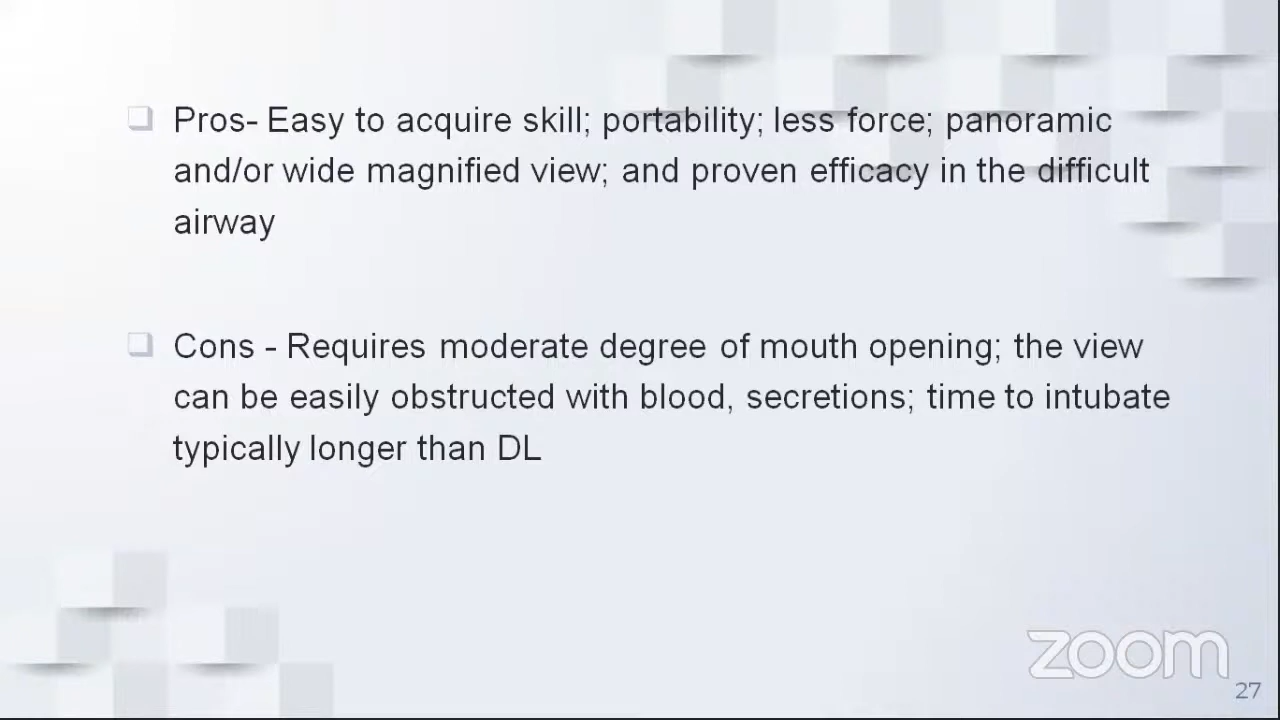 Pros- Easy to acquire skill; portability; less force; panoramic
and/or wide magnified view; and proven efficacy in the difficult
airway
Cons - Requires moderate degree of mouth opening; the view
can be easily obstructed with blood, secretions; time to intubate
typically longer than DL
zoom
27